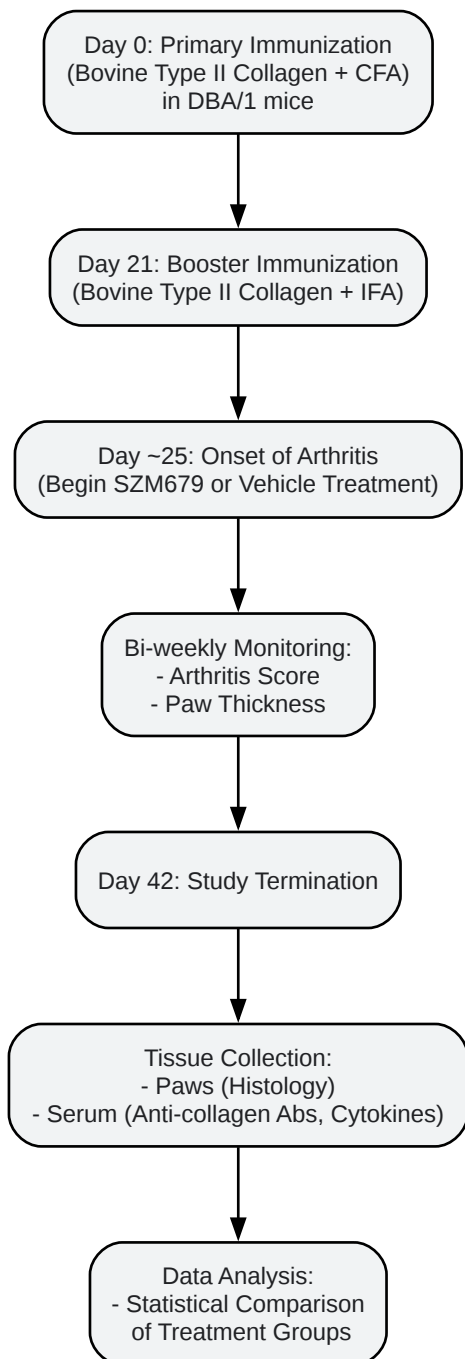 Day 0: Primary Immunization
(Bovine Type II Collagen + CFA)
in DBA/1 mice
Day 21: Booster Immunization
(Bovine Type II Collagen + IFA)
Day ~25: Onset of Arthritis
(Begin SZM679 or Vehicle Treatment)
Bi-weekly Monitoring:
- Arthritis Score
- Paw Thickness
Day 42: Study Termination
Tissue Collection:
- Paws (Histology)
- Serum (Anti-collagen Abs, Cytokines)
Data Analysis:
- Statistical Comparison
of Treatment Groups